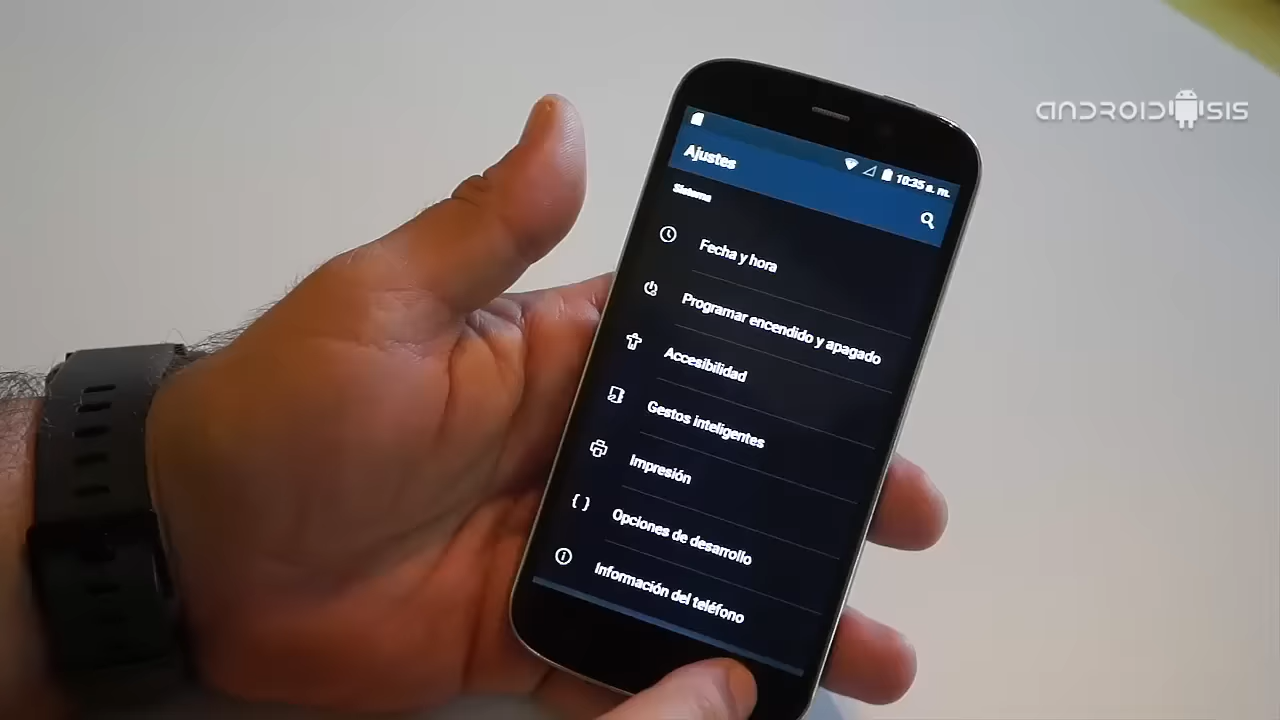 ANDROIDSIS
10:35 a. m.
Ajustes
Sistema
Fecha y hora
Programar encendido y apagado
Accesibilidad
Gestos inteligentes
Impresión
Opciones de desarrollo
Información del teléfono